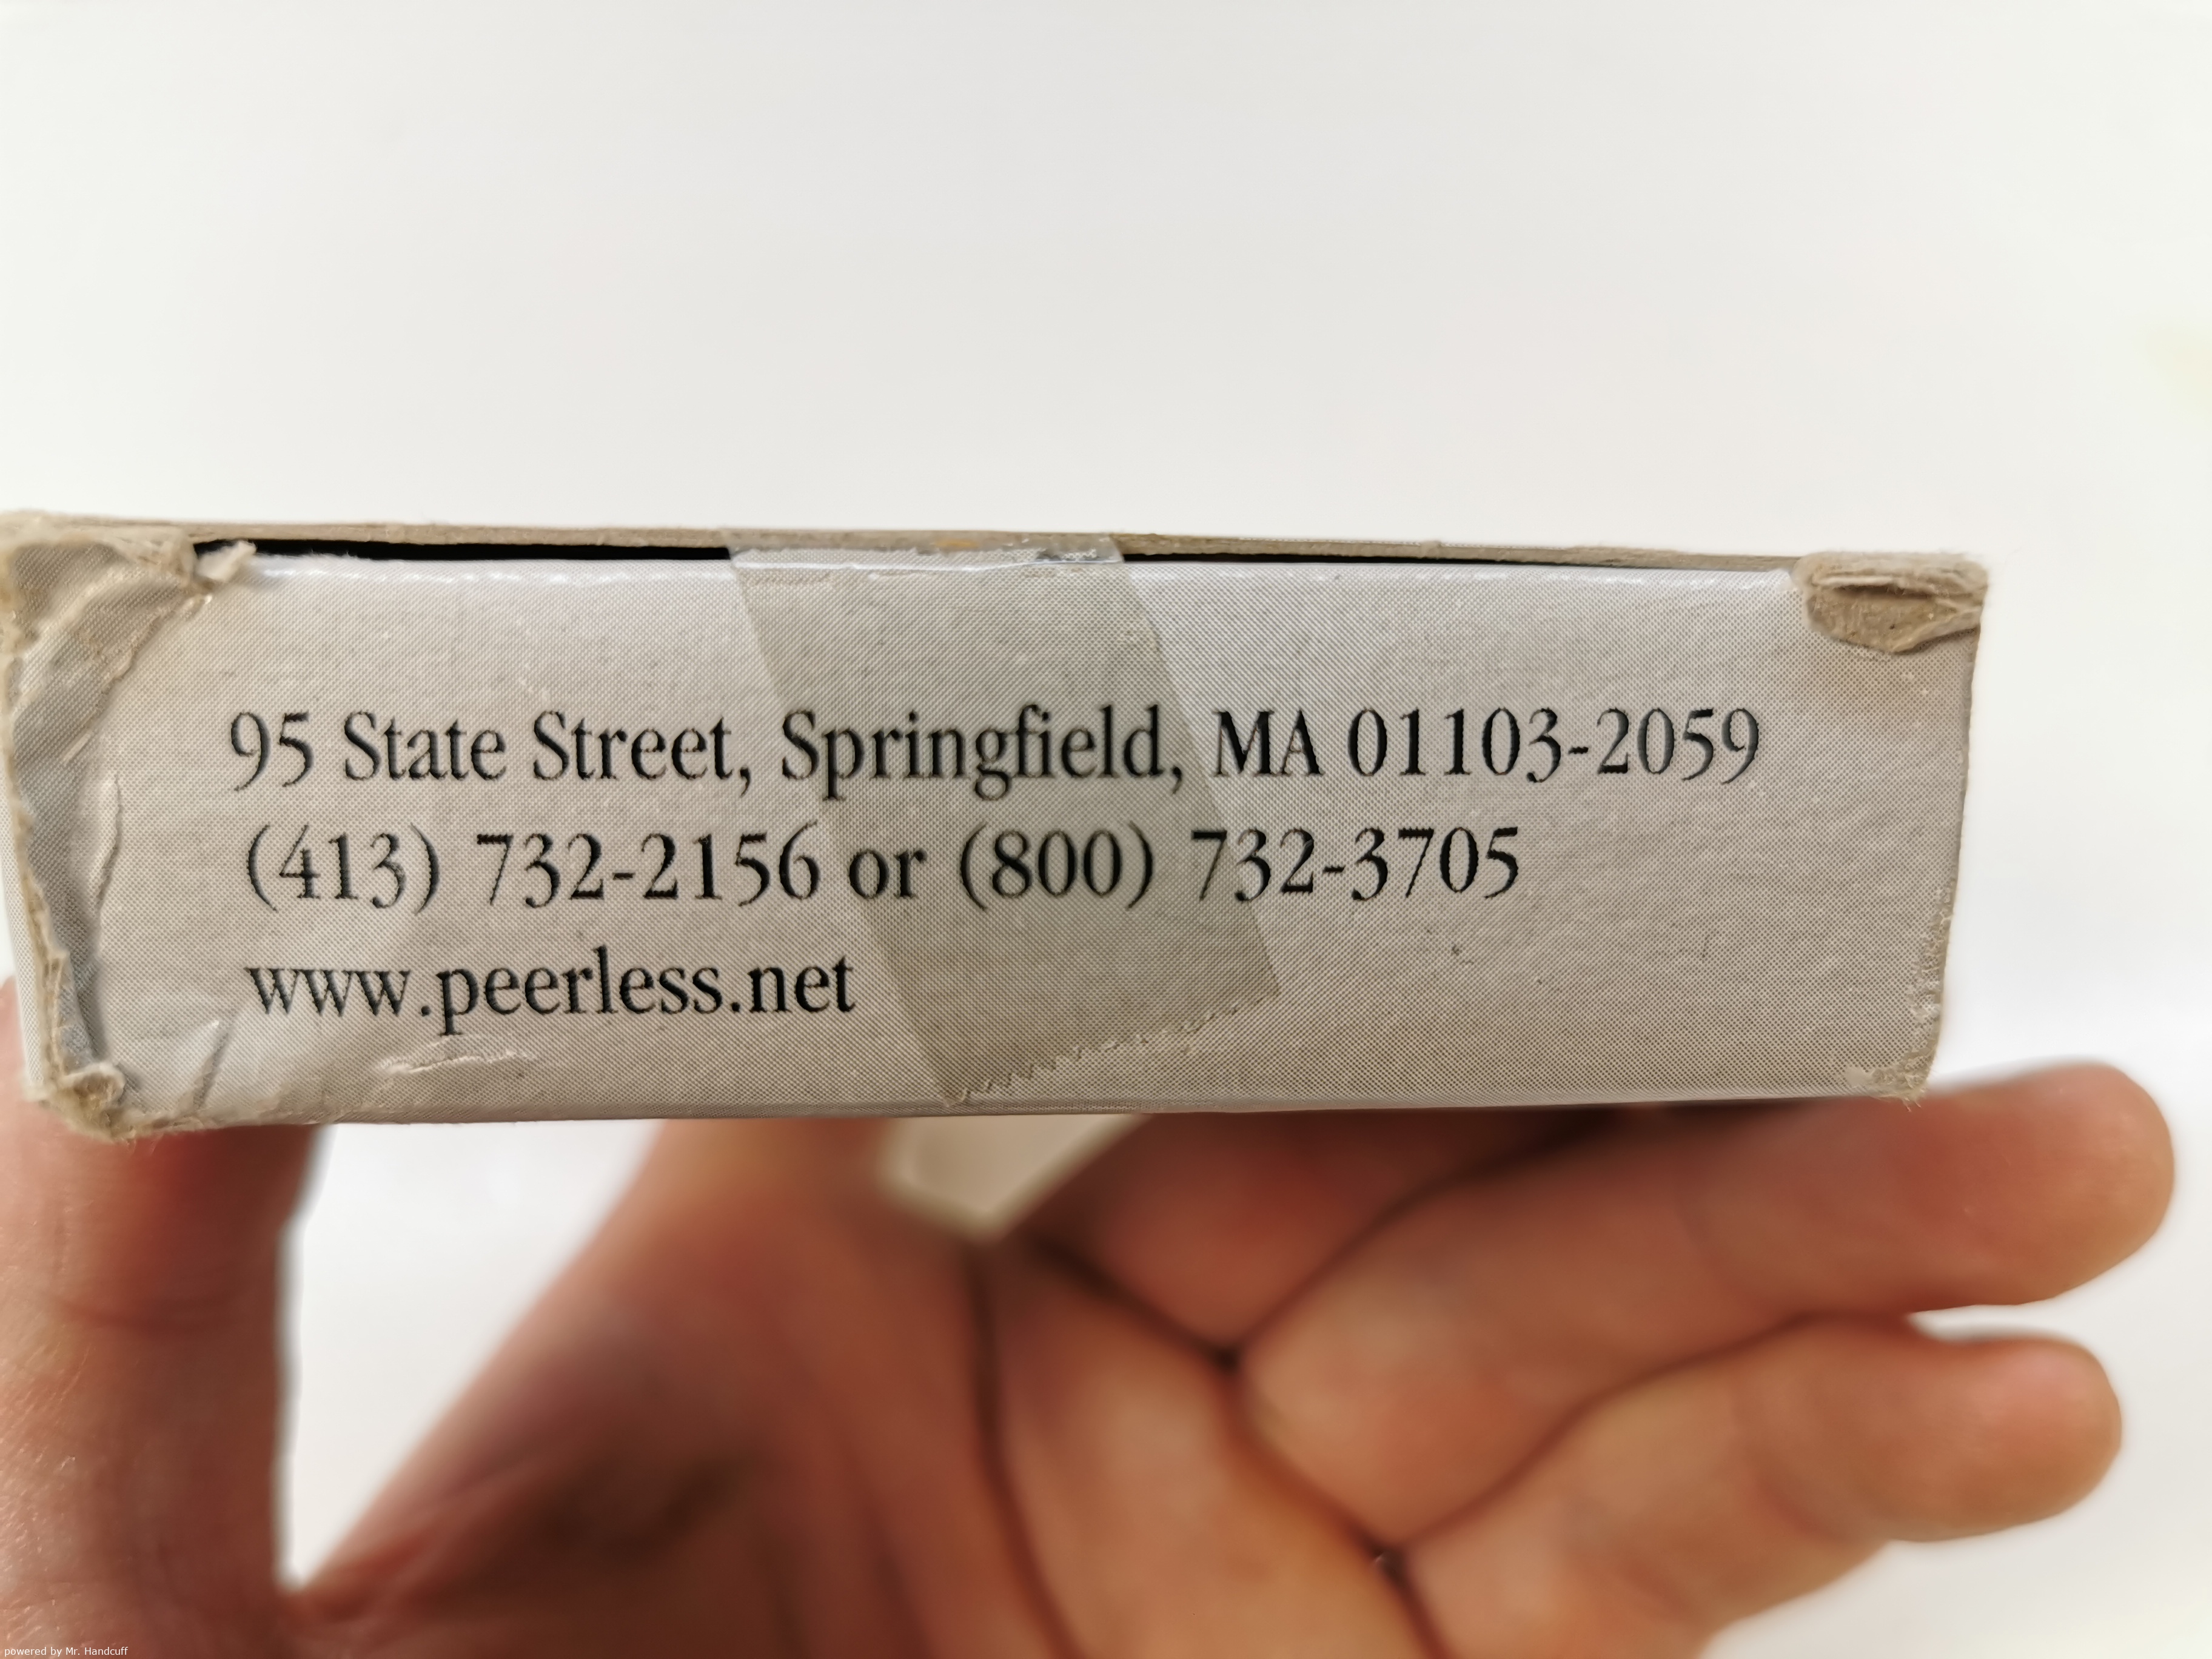 95 State Street, Springfield, MA 01103-2059
(413) 732-2156 or (800) 732-3705
www.peerless.net
powered by Mr. Handcuff